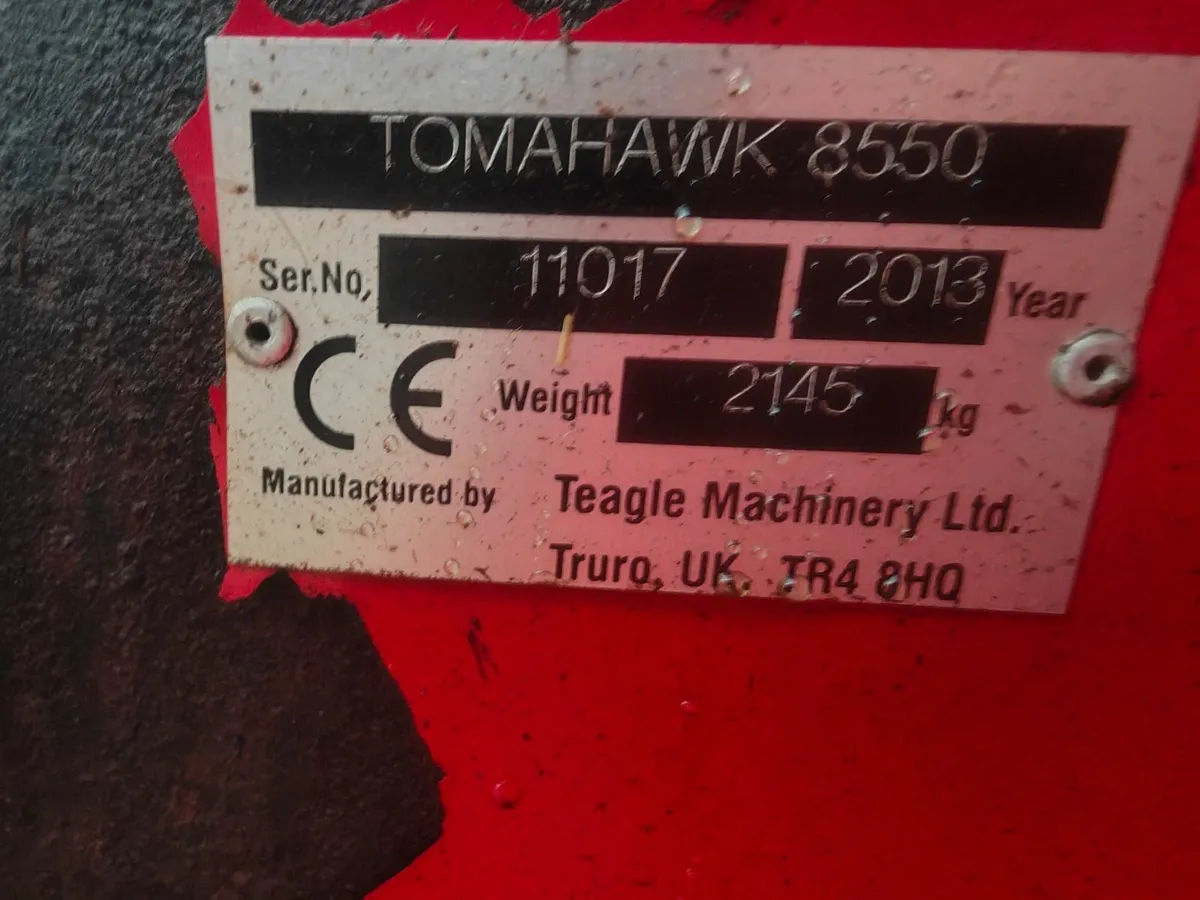 TOMAHAWK 8550
Ser.No, 11017 2013 Year
CE Weight 2145 kg
Manufactured by Teagle Machinery Ltd.
Truro, UK, TR4 8HQ